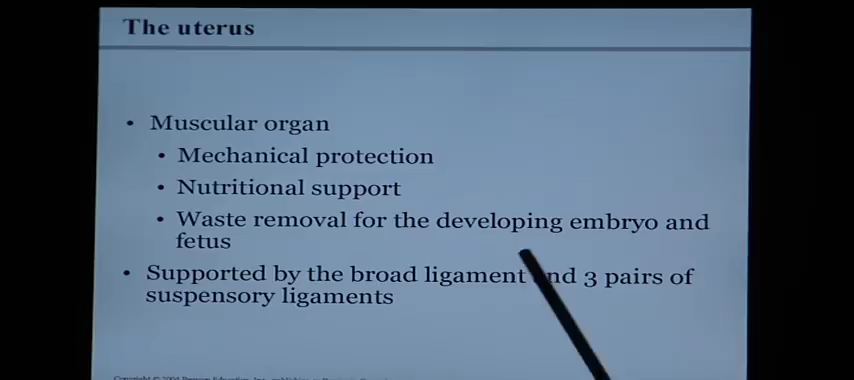 The uterus
• Muscular organ
• Mechanical protection
• Nutritional support
• Waste removal for the developing embryo and
fetus
• Supported by the broad ligament and 3 pairs of
suspensory ligaments